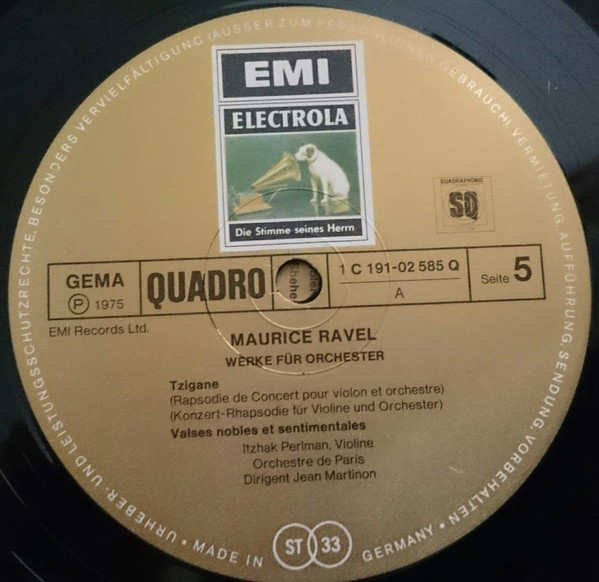 URHEBER- UND LEISTUNGSSCHUTZRECHTE, BESONDERS VERVIELFÄLTIGUNG (AUSSER ZUM PERSÖNLICHEN GEBRAUCH), VERMIETUNG, AUFFÜHRUNG, SENDUNG, VORBEHALTEN
EMI
ELECTROLA
Die Stimme seines Herrn
QUADRAPHONIC
SQ
GEMA
℗ 1975
QUADRO
1 C 191-02 585 Q
A
Seite 5
EMI Records Ltd.
MAURICE RAVEL
WERKE FÜR ORCHESTER
Tzigane
(Rapsodie de Concert pour violon et orchestre)
(Konzert-Rhapsodie für Violine und Orchester)
Valses nobles et sentimentales
Itzhak Perlman, Violine
Orchestre de Paris
Dirigent Jean Martinon
MADE IN
ST 33
GERMANY